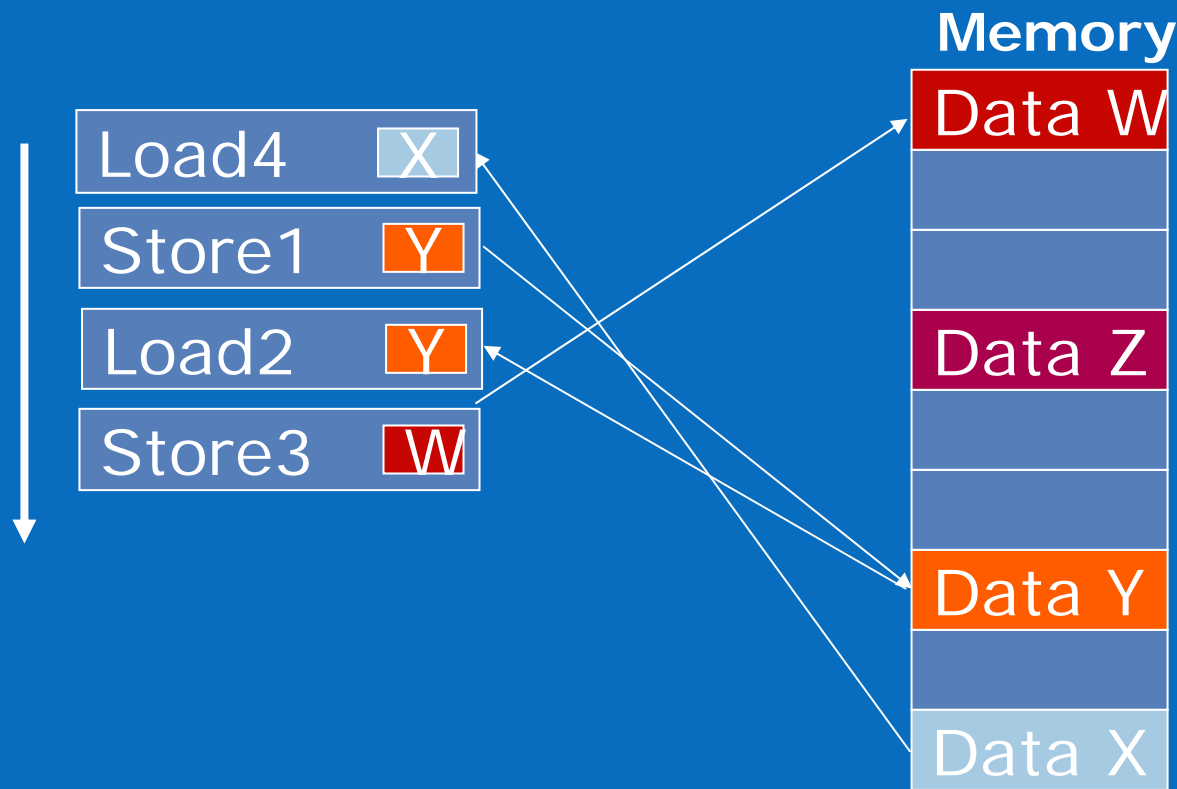 Memory
Load4 X
Store1 Y
Load2 Y
Store3 W
Data W
Data Z
Data Y
Data X